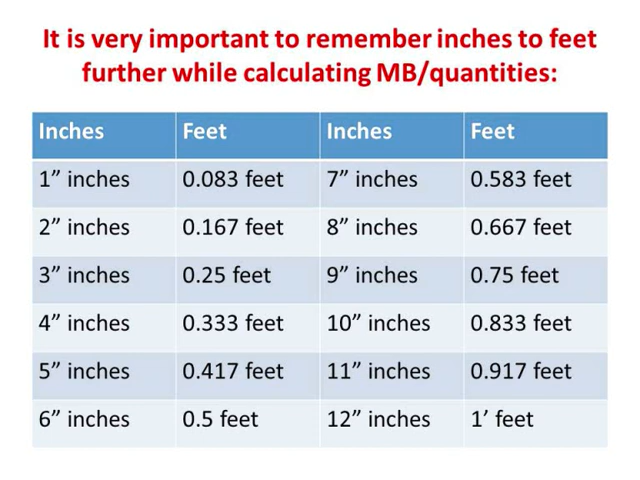 It is very important to remember inches to feet
further while calculating MB/quantities:
Inches Feet Inches Feet
1” inches 0.083 feet 7” inches 0.583 feet
2” inches 0.167 feet 8” inches 0.667 feet
3” inches 0.25 feet 9” inches 0.75 feet
4” inches 0.333 feet 10” inches 0.833 feet
5” inches 0.417 feet 11” inches 0.917 feet
6” inches 0.5 feet 12” inches 1’ feet